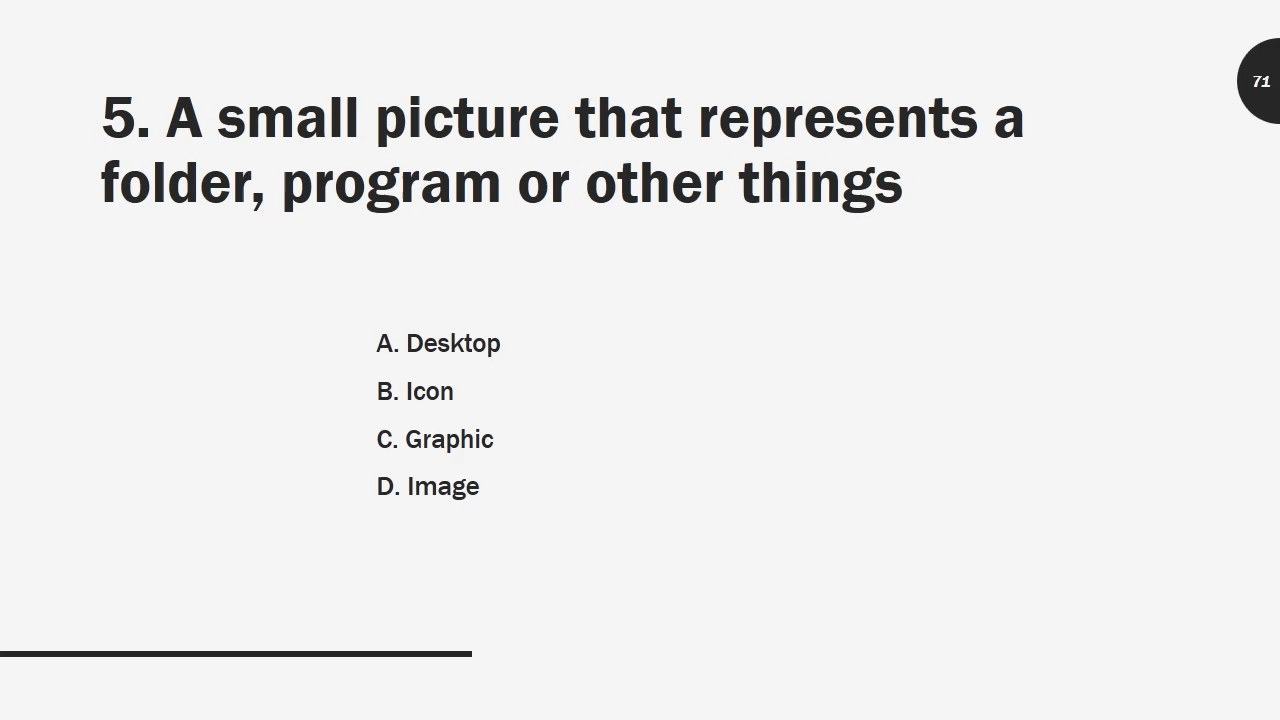 71
5. A small picture that represents a
folder, program or other things
A. Desktop
B. Icon
C. Graphic
D. Image